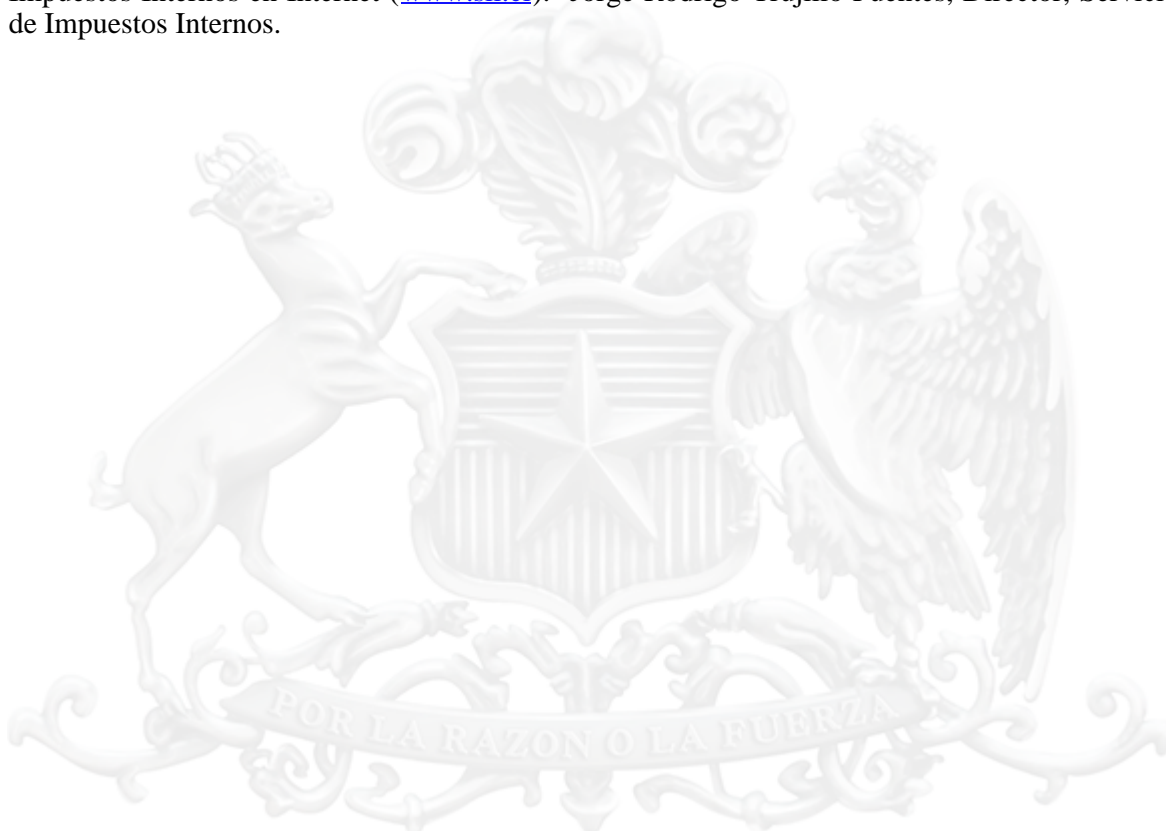 Impuestos Internos en Internet (www.sii.cl).- Jorge Rodrigo Trujillo Puentes, Director, Servici
de Impuestos Internos.
POR LA RAZON O LA FUERZA